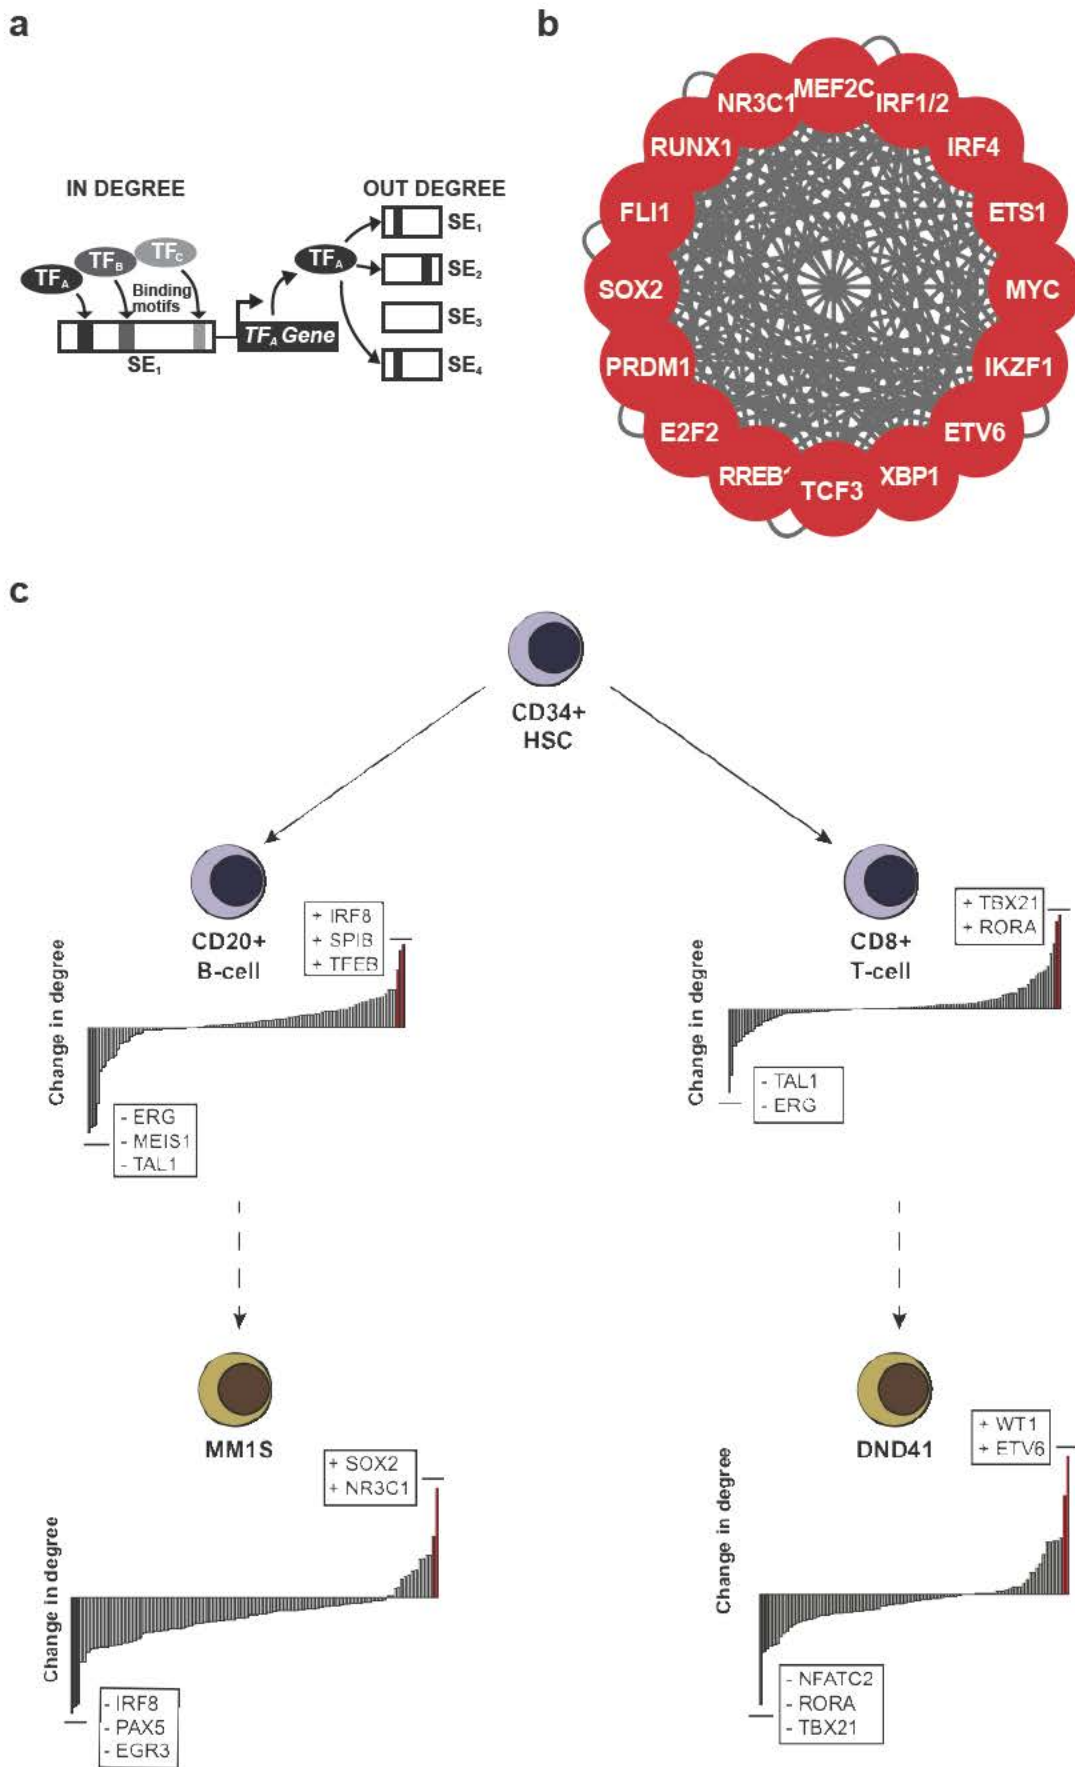 a
IN DEGREE
OUT DEGREE
TFA
TFB
TFC
Binding
motifs
SE1
TFA Gene
TFA
SE1
SE2
SE3
SE4
b
MEF2C
IRF1/2
IRF4
ETS1
MYC
IKZF1
ETV6
XBP1
TCF3
E2F2
PRDM1
SOX2
FLI1
RUNX1
NR3C1
c
CD34+
HSC
CD20+
B-cell
Change in degree
+ IRF8
+ SPIB
+ TFEB
- ERG
- MEIS1
- TAL1
CD8+
T-cell
Change in degree
+ TBX21
+ RORA
- TAL1
- ERG
MM1S
Change in degree
+ SOX2
+ NR3C1
- IRF8
- PAX5
- EGR3
DND41
Change in degree
+ WT1
+ ETV6
- NFATC2
- RORA
- TBX21